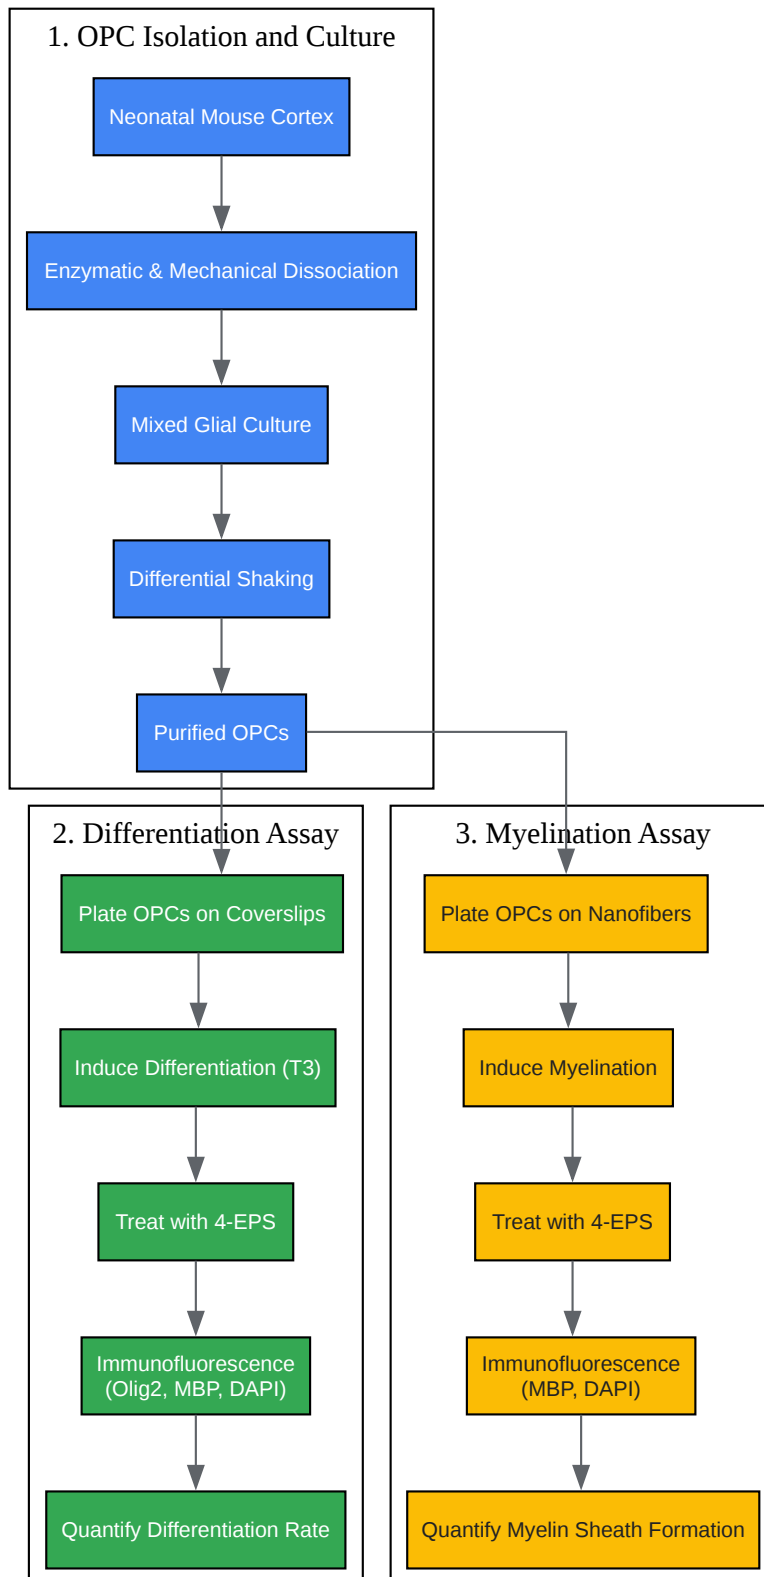 1. OPC Isolation and Culture
Neonatal Mouse Cortex
Enzymatic & Mechanical Dissociation
Mixed Glial Culture
Differential Shaking
Purified OPCs
2. Differentiation Assay
Plate OPCs on Coverslips
Induce Differentiation (T3)
Treat with 4-EPS
Immunofluorescence
(Olig2, MBP, DAPI)
Quantify Differentiation Rate
3. Myelination Assay
Plate OPCs on Nanofibers
Induce Myelination
Treat with 4-EPS
Immunofluorescence
(MBP, DAPI)
Quantify Myelin Sheath Formation